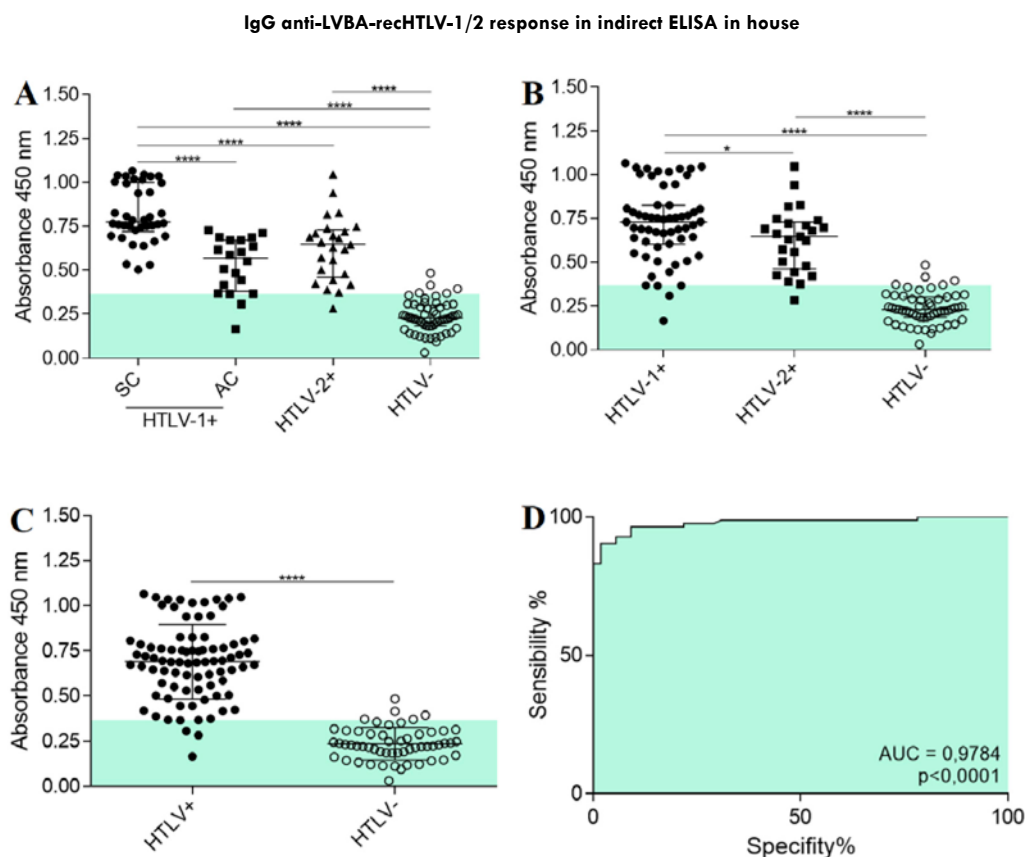 IgG anti-LVBA-recHTLV-1/2 response in indirect ELISA in house
A
Absorbance 450 nm
1.50
1.25
1.00
0.75
0.50
0.25
0.00
****
****
****
****
****
SC
AC
HTLV-2+
HTLV-
HTLV-1+
B
Absorbance 450 nm
1.50
1.25
1.00
0.75
0.50
0.25
0.00
****
****
*
HTLV-1+
HTLV-2+
HTLV-
C
Absorbance 450 nm
1.50
1.25
1.00
0.75
0.50
0.25
0.00
****
HTLV+
HTLV-
D
Sensibility %
100
50
0
AUC = 0,9784
p<0,0001
0
50
100
Specifity%